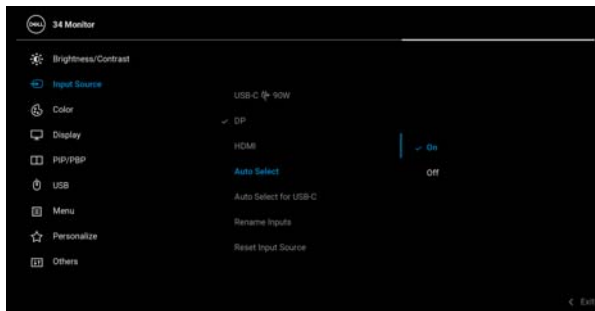 DELL 34 Monitor
Brightness/Contrast
Input Source
Color
Display
PIP/PBP
USB
Menu
Personalize
Others
USB-C 90W
DP
HDMI
Auto Select
Auto Select for USB-C
Rename Inputs
Reset Input Source
On
Off
Exit